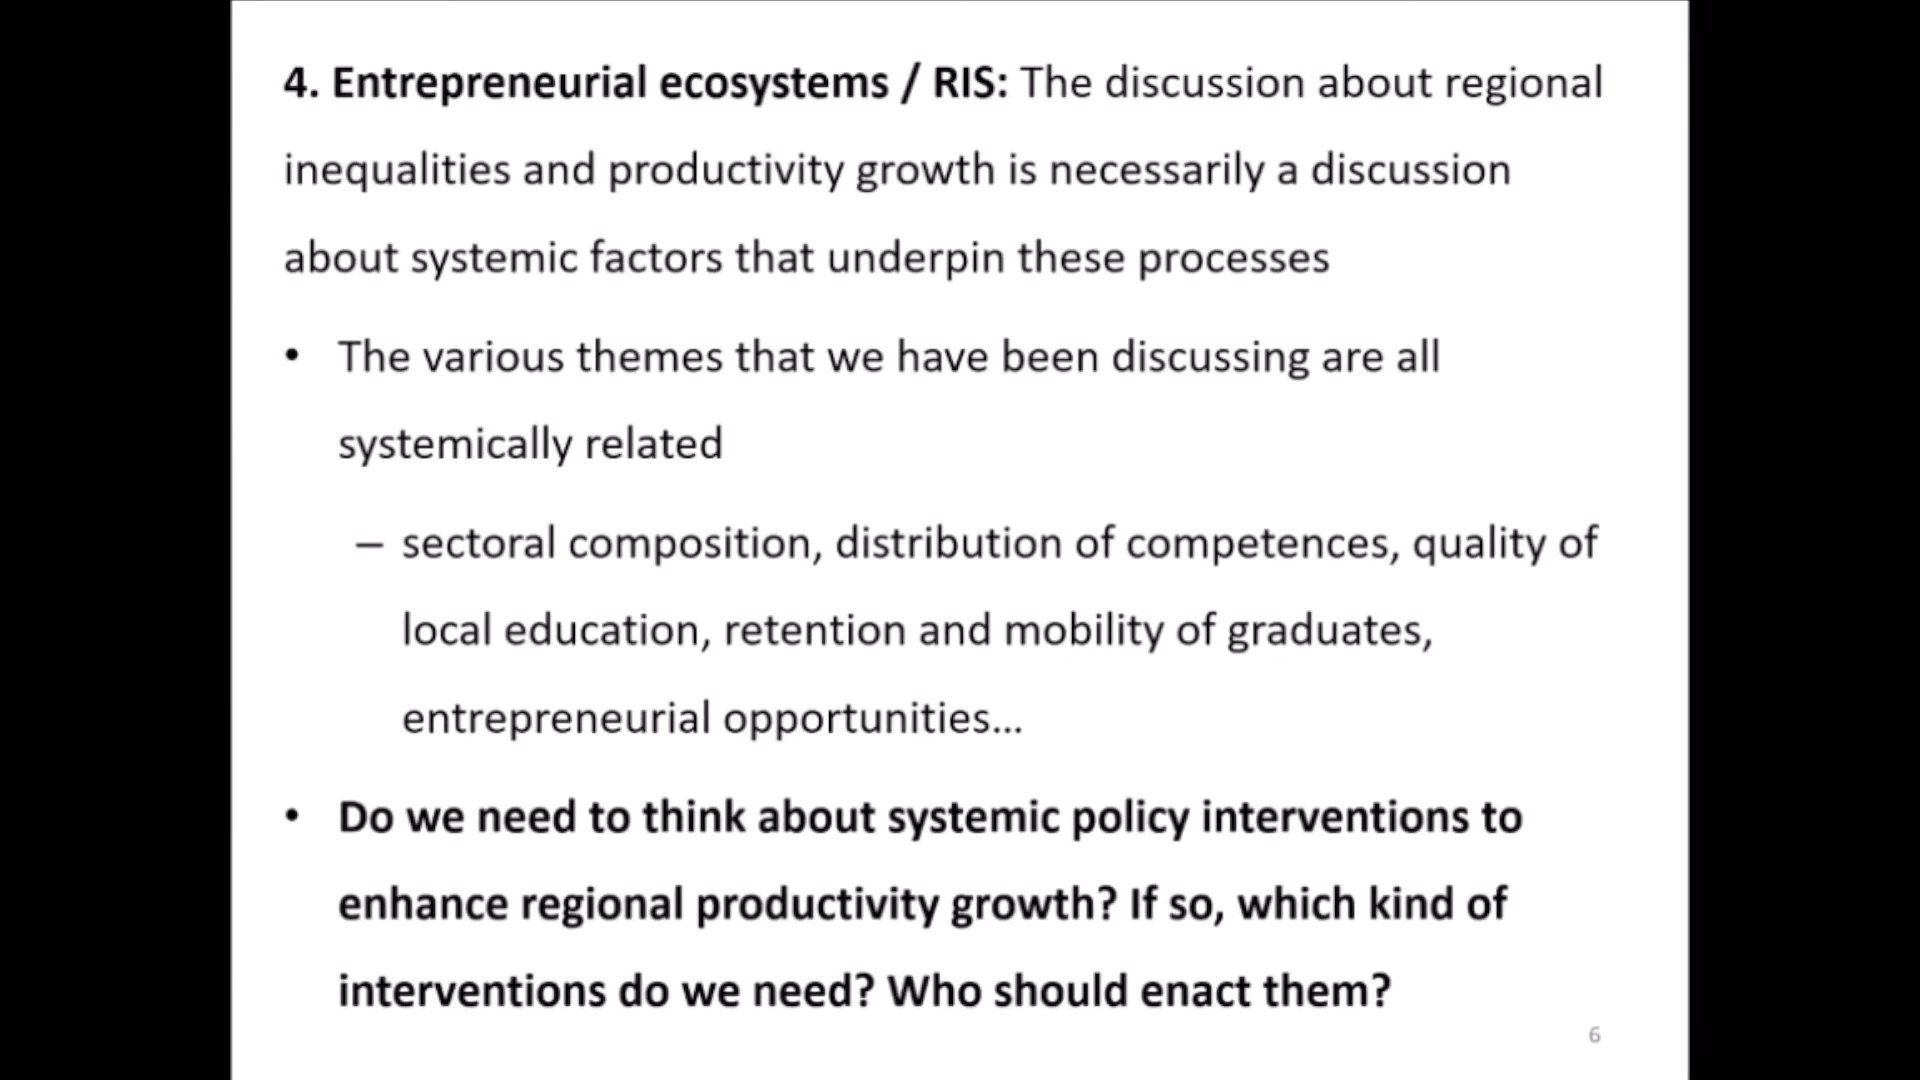 4. Entrepreneurial ecosystems / RIS: The discussion about regional
inequalities and productivity growth is necessarily a discussion
about systemic factors that underpin these processes
• The various themes that we have been discussing are all
systemically related
– sectoral composition, distribution of competences, quality of
local education, retention and mobility of graduates,
entrepreneurial opportunities...
• Do we need to think about systemic policy interventions to
enhance regional productivity growth? If so, which kind of
interventions do we need? Who should enact them?
6